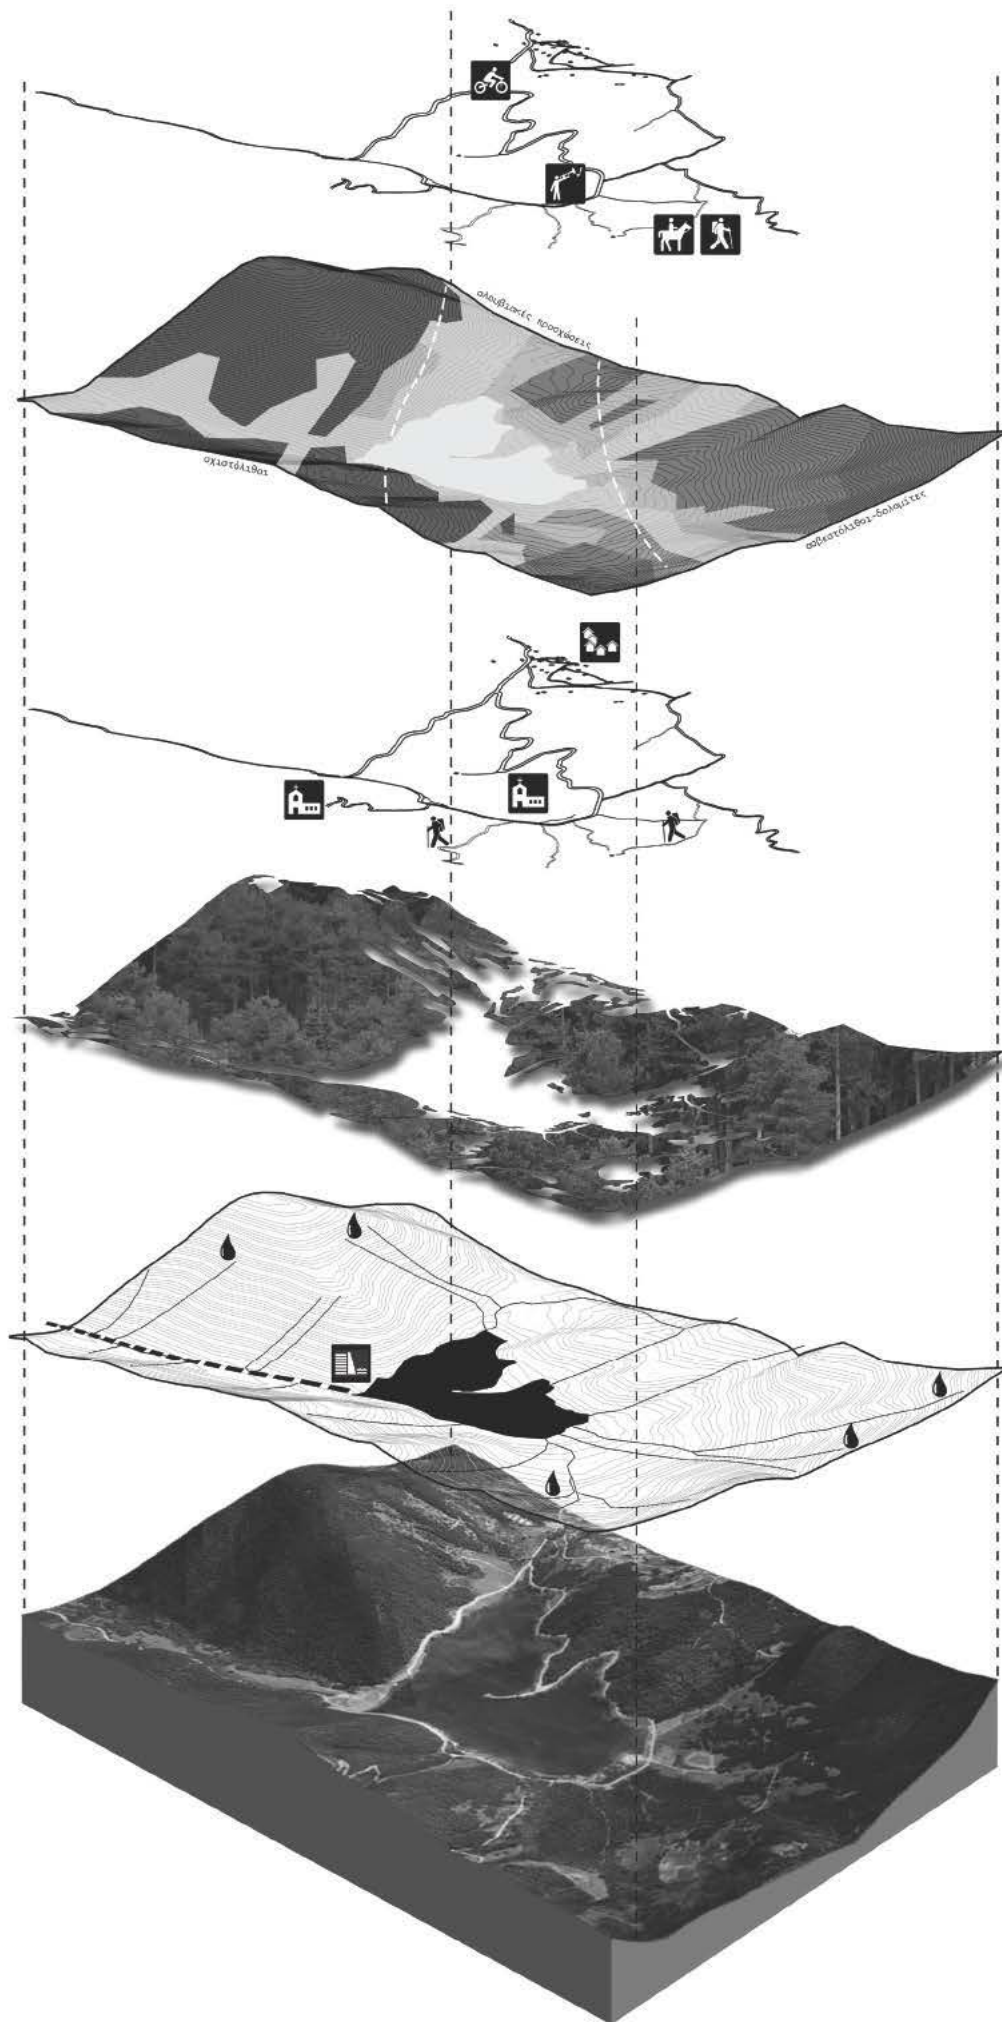 αλουβιακές προσχώσεις
σχιστόλιθοι
ασβεστόλιθοι-δολομίτες